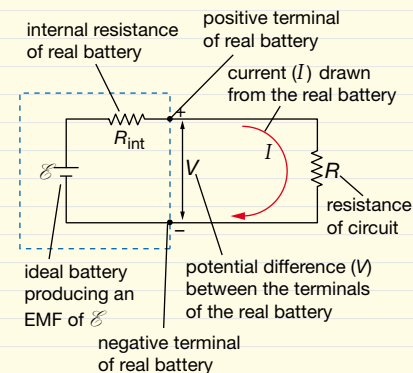 internal resistance
of real battery
positive terminal
of real battery
current (I) drawn
from the real battery
+
R int
I
ℰ
V
R
resistance
of circuit
−
ideal battery
producing an
EMF of ℰ
potential difference (V)
between the terminals
of the real battery
negative terminal
of real battery